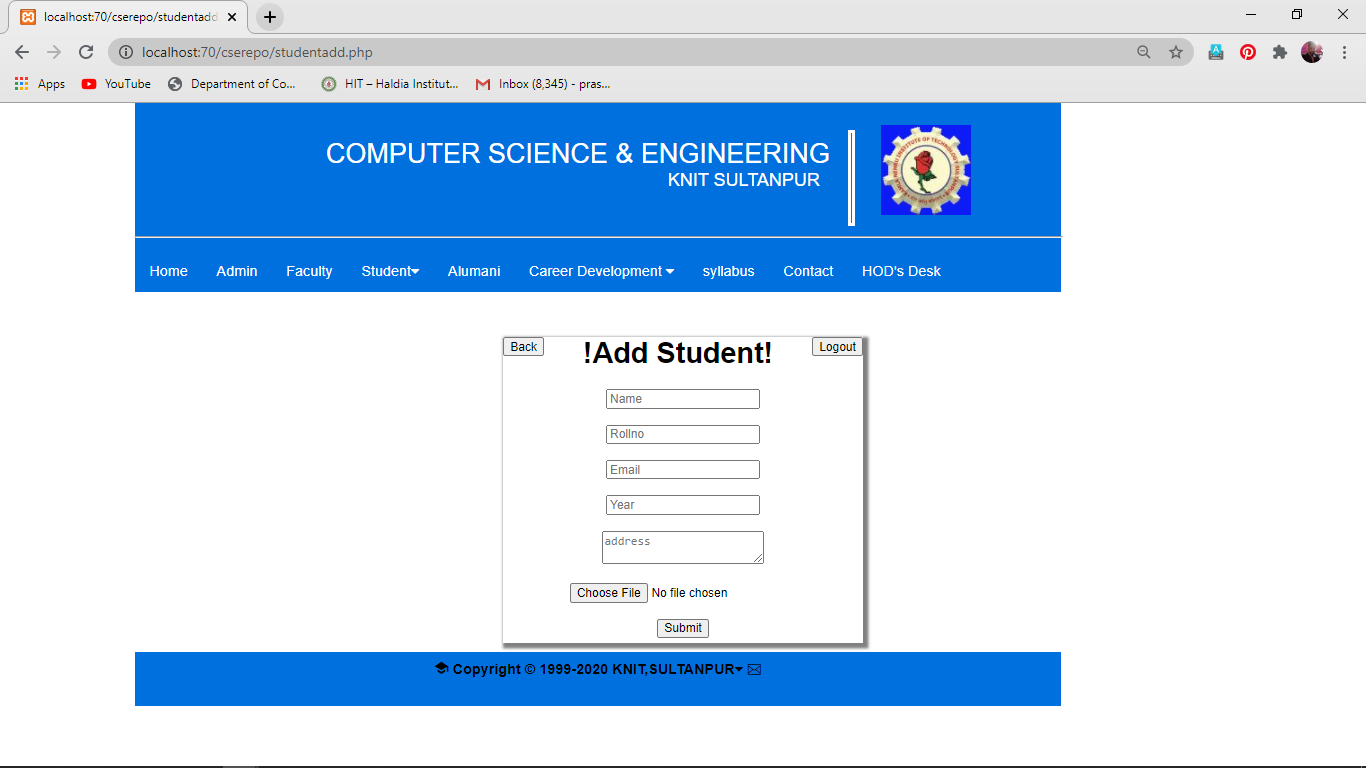 localhost:70/cserepo/studentadd
localhost:70/cserepo/studentadd.php
Apps YouTube Department of Co... HIT – Haldia Institut... Inbox (8,345) - pras...
COMPUTER SCIENCE & ENGINEERING
KNIT SULTANPUR
Home Admin Faculty Student Alumani Career Development syllabus Contact HOD's Desk
Back !Add Student! Logout
Name
Rollno
Email
Year
address
Choose File No file chosen
Submit
Copyright © 1999-2020 KNIT,SULTANPUR